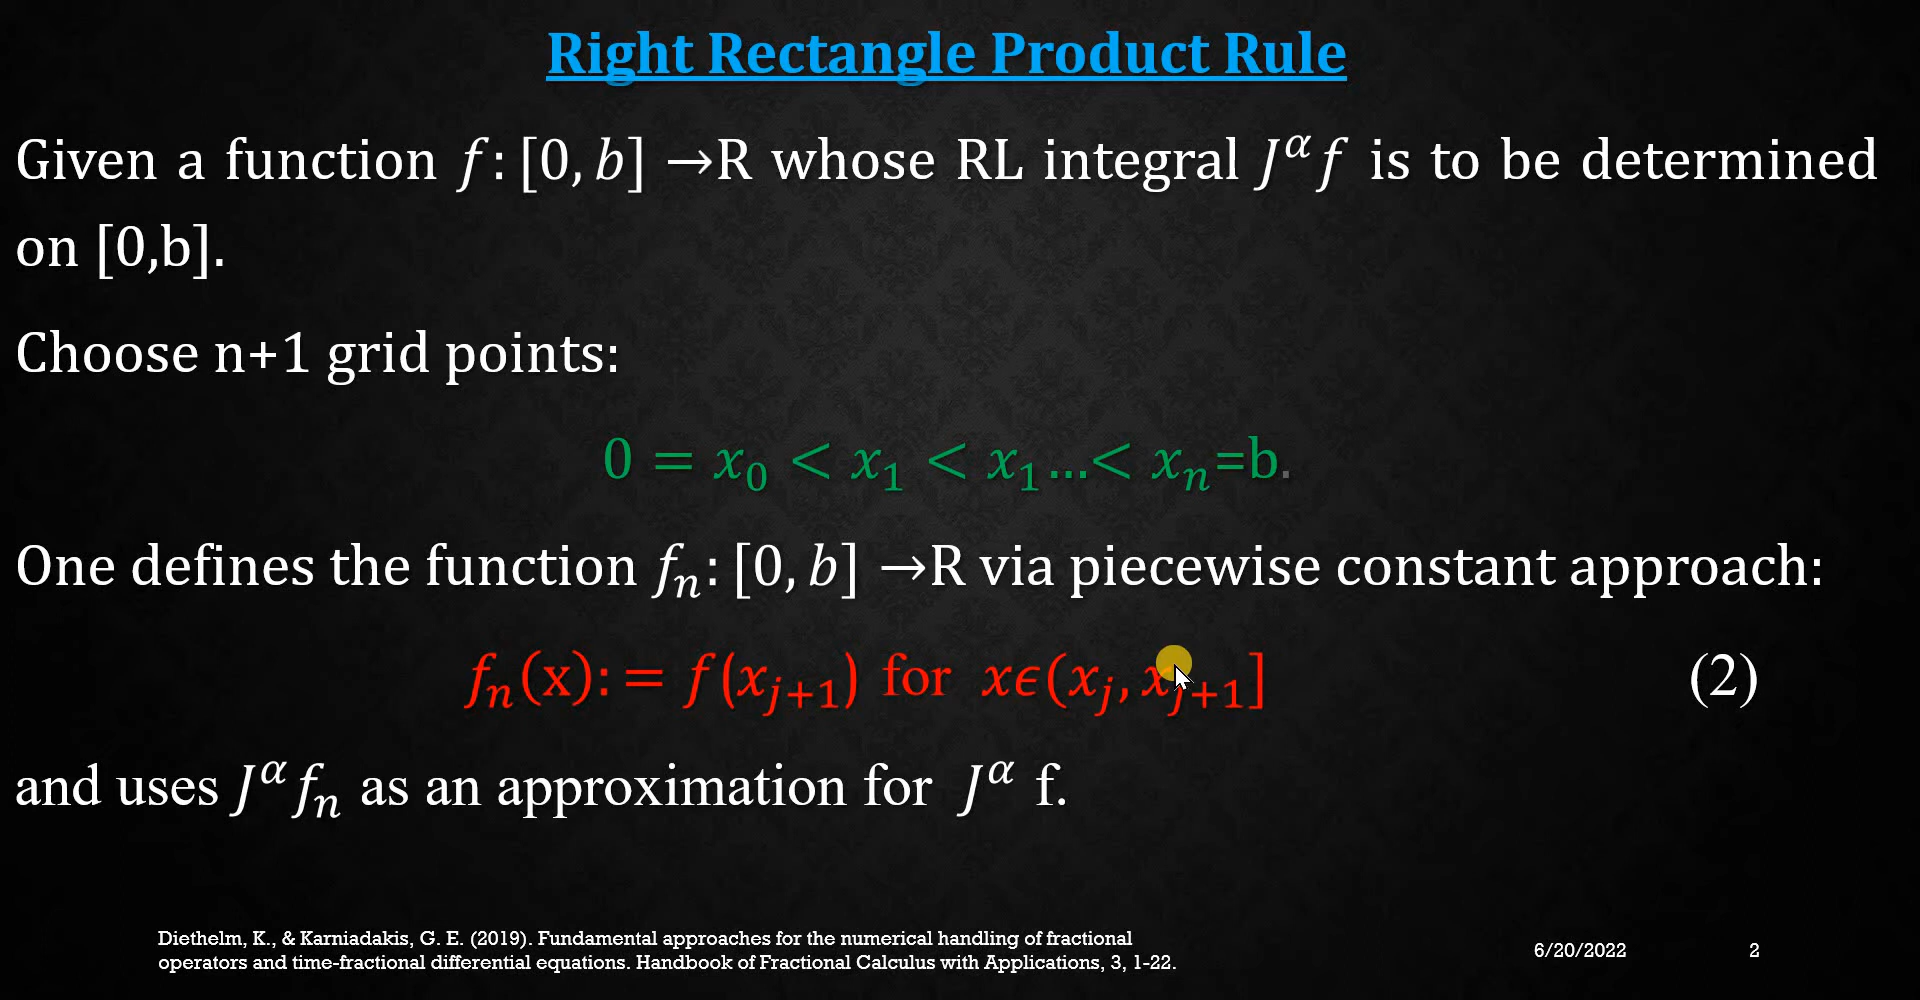 Right Rectangle Product Rule
Given a function f: [0, b] →R whose RL integral J^α f is to be determined
on [0,b].
Choose n+1 grid points:
0 = x_0 < x_1 < x_1 …< x_n=b.
One defines the function f_n: [0, b] →R via piecewise constant approach:
f_n(x): = f(x_{j+1}) for xϵ(x_j, x_{j+1}] (2)
and uses J^α f_n as an approximation for J^α f.
Diethelm, K., & Karniadakis, G. E. (2019). Fundamental approaches for the numerical handling of fractional
operators and time-fractional differential equations. Handbook of Fractional Calculus with Applications, 3, 1-22.
6/20/2022 2